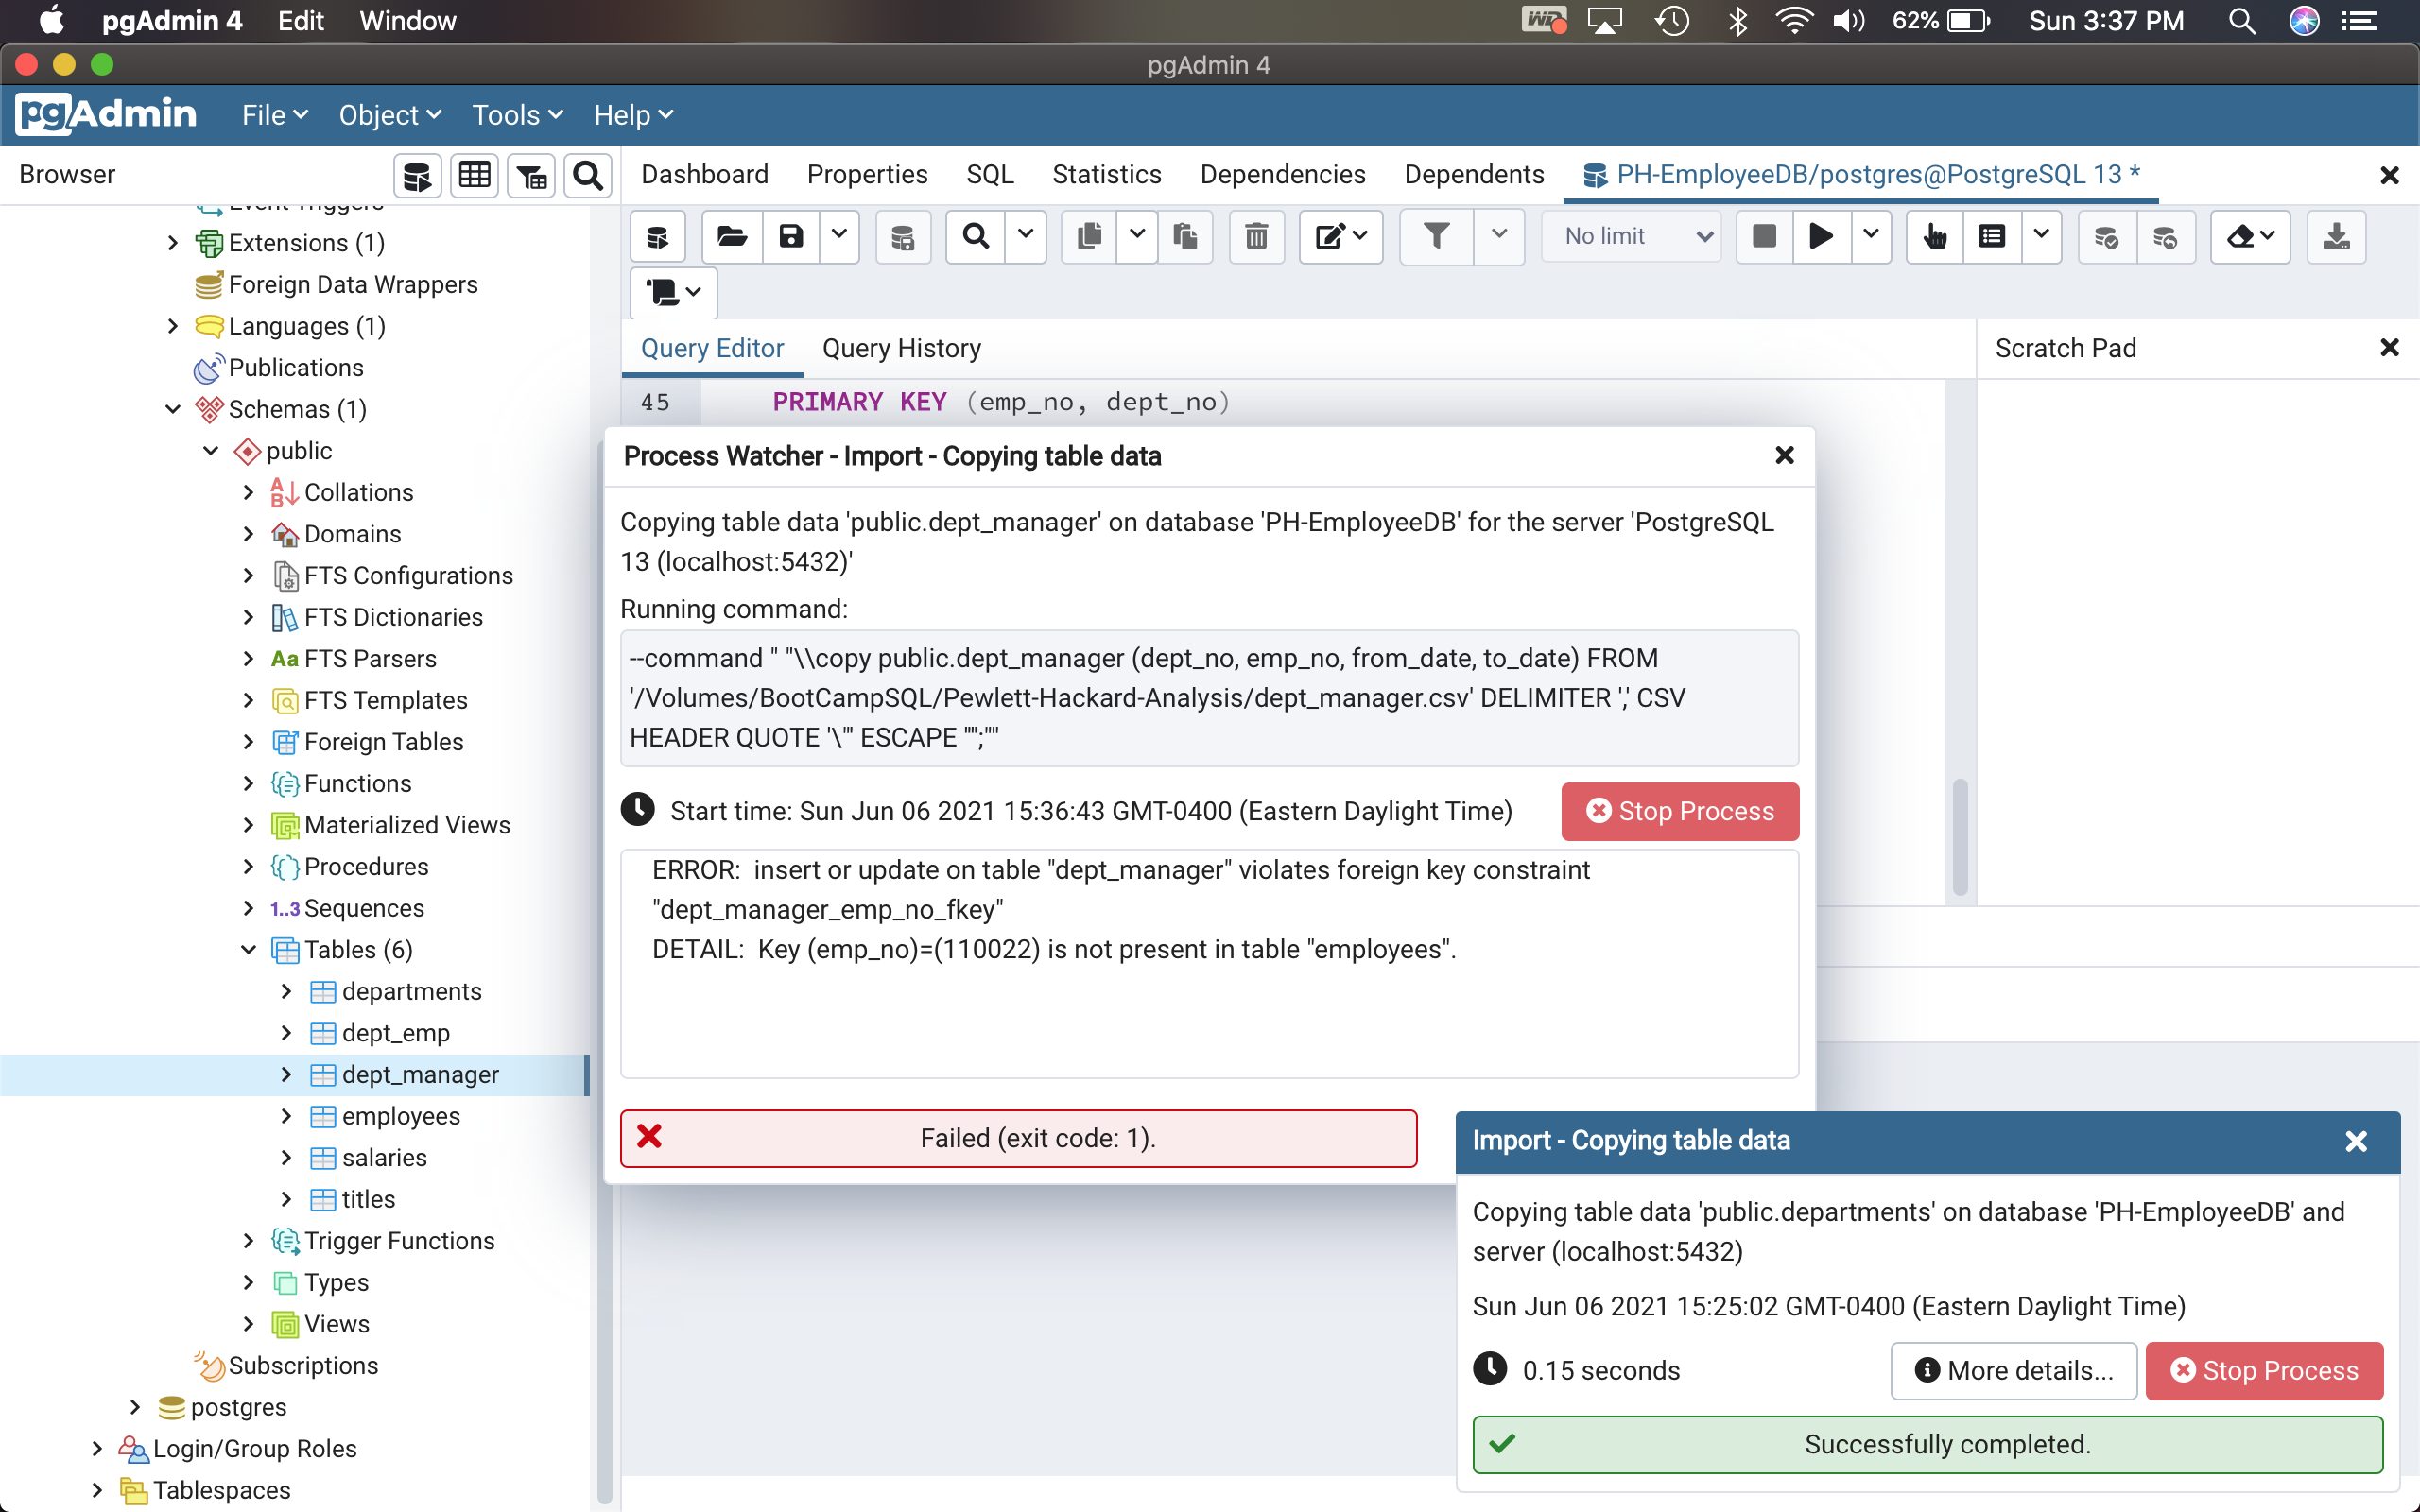 pgAdmin 4 Edit Window 62% Sun 3:37 PM
pgAdmin 4
pgAdmin File Object Tools Help
Browser
Dashboard Properties SQL Statistics Dependencies Dependents PH-EmployeeDB/postgres@PostgreSQL 13 *
Event Triggers
Extensions (1)
Foreign Data Wrappers
Languages (1)
Publications
Schemas (1)
public
Collations
Domains
FTS Configurations
FTS Dictionaries
Aa FTS Parsers
FTS Templates
Foreign Tables
Functions
Materialized Views
Procedures
1..3 Sequences
Tables (6)
departments
dept_emp
dept_manager
employees
salaries
titles
Trigger Functions
Types
Views
Subscriptions
postgres
Login/Group Roles
Tablespaces
No limit
Query Editor Query History
Scratch Pad
45 PRIMARY KEY (emp_no, dept_no)
Process Watcher - Import - Copying table data
Copying table data 'public.dept_manager' on database 'PH-EmployeeDB' for the server 'PostgreSQL
13 (localhost:5432)'
Running command:
--command " "\\copy public.dept_manager (dept_no, emp_no, from_date, to_date) FROM
'/Volumes/BootCampSQL/Pewlett-Hackard-Analysis/dept_manager.csv' DELIMITER ',' CSV
HEADER QUOTE '\"' ESCAPE '''';""
Start time: Sun Jun 06 2021 15:36:43 GMT-0400 (Eastern Daylight Time)
Stop Process
ERROR: insert or update on table "dept_manager" violates foreign key constraint
"dept_manager_emp_no_fkey"
DETAIL: Key (emp_no)=(110022) is not present in table "employees".
Failed (exit code: 1).
Import - Copying table data
Copying table data 'public.departments' on database 'PH-EmployeeDB' and
server (localhost:5432)
Sun Jun 06 2021 15:25:02 GMT-0400 (Eastern Daylight Time)
0.15 seconds
More details...
Stop Process
Successfully completed.